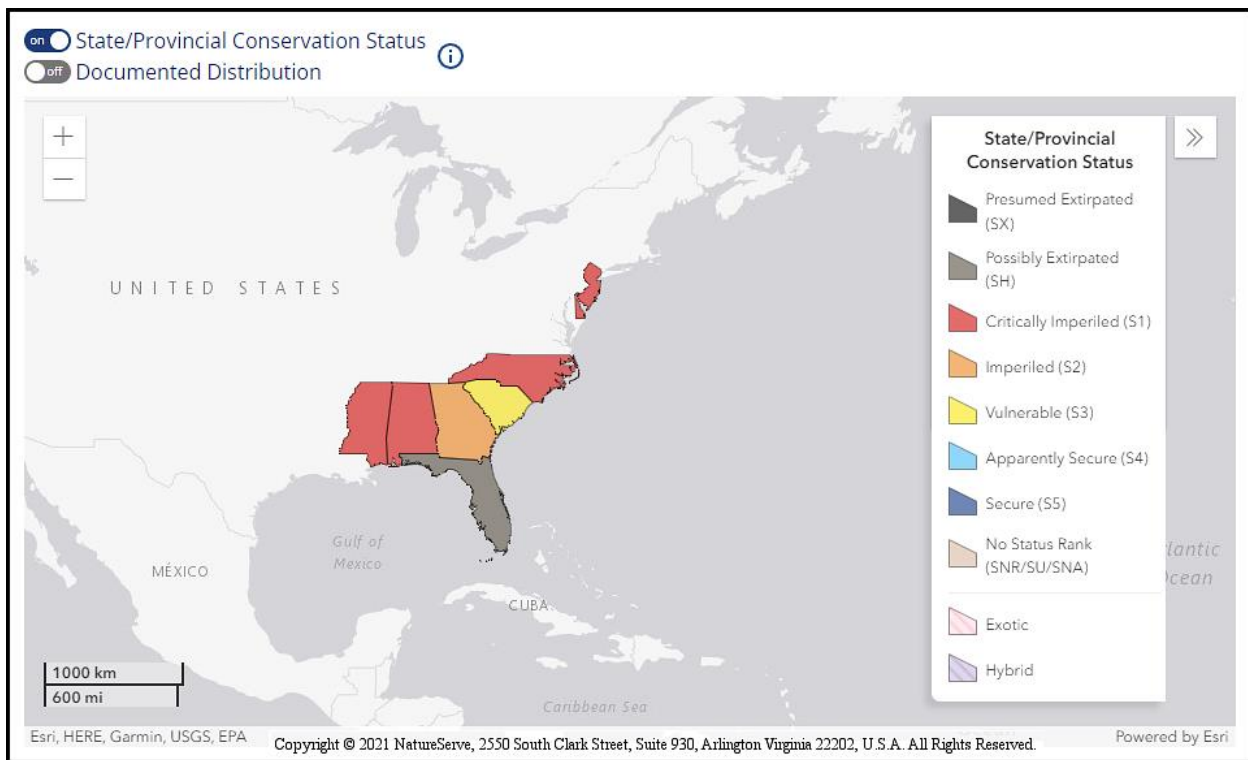 on State/Provincial Conservation Status
off Documented Distribution
i
+
−
UNITED STATES
Gulf of
Mexico
MÉXICO
CUBA
Caribbean Sea
1000 km
600 mi
State/Provincial
Conservation Status
Presumed Extirpated
(SX)
Possibly Extirpated
(SH)
Critically Imperiled (S1)
Imperiled (S2)
Vulnerable (S3)
Apparently Secure (S4)
Secure (S5)
No Status Rank
(SNR/SU/SNA)
Exotic
Hybrid
lantic
cean
Esri, HERE, Garmin, USGS, EPA
Copyright © 2021 NatureServe, 2550 South Clark Street, Suite 930, Arlington Virginia 22202, U.S.A. All Rights Reserved.
Powered by Esri